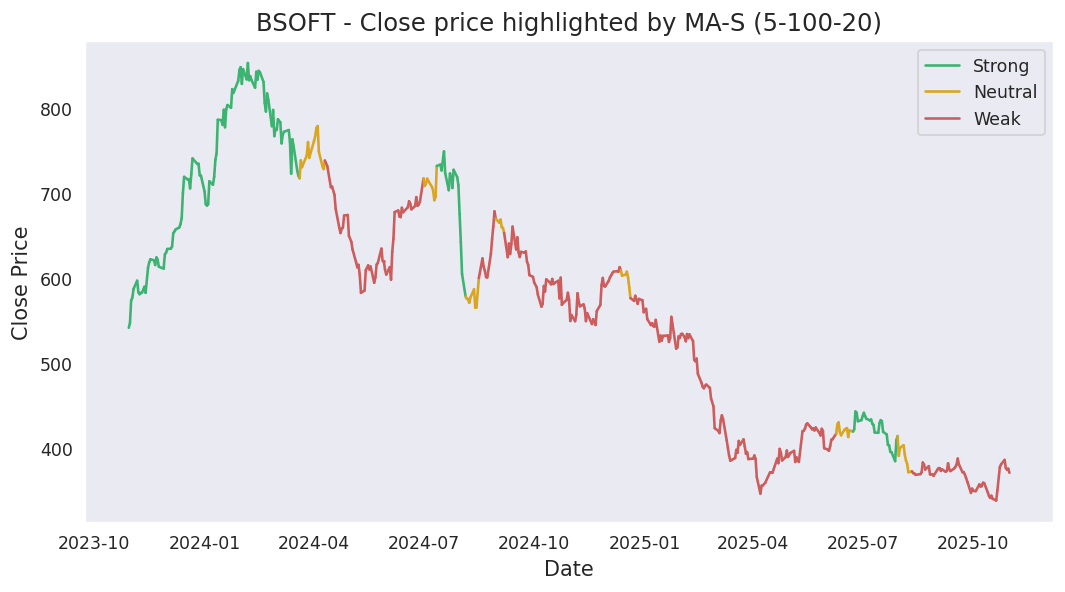 BSOFT - Close price highlighted by MA-S (5-100-20)
Strong
Neutral
Weak
Close Price
800
700
600
500
400
2023-10 2024-01 2024-04 2024-07 2024-10 2025-01 2025-04 2025-07 2025-10
Date